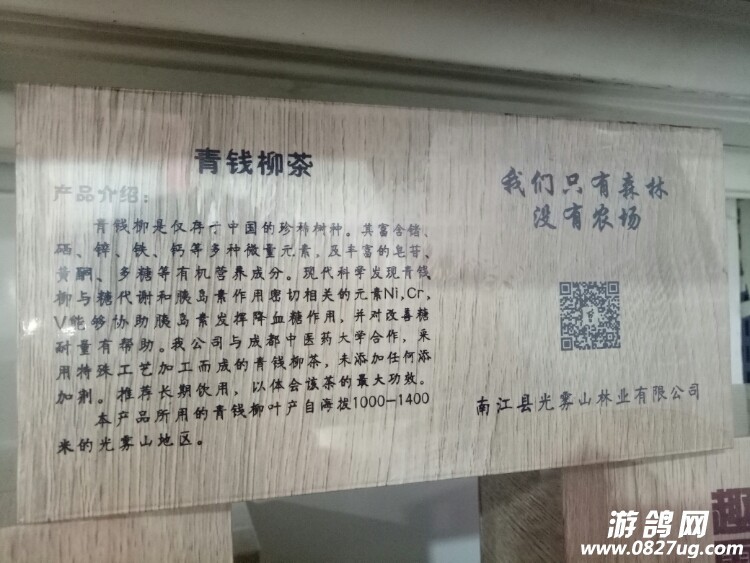 青钱柳茶
产品介绍：
青钱柳是仅存于中国的珍稀树种。其富含锗、
硒、锌、铁、钙等多种微量元素，及丰富的皂苷、
黄酮、多糖等有机营养成分。现代科学发现青钱
柳与糖代谢和胰岛素作用密切相关的元素Ni,Cr,
V能够协助胰岛素发挥降血糖作用，并对改善糖
耐量有帮助。我公司与成都中医药大学合作，采
用特殊工艺加工而成的青钱柳茶，未添加任何添
加剂。推荐长期饮用，以体会该茶的最大功效。
本产品所用的青钱柳叶产自海拔1000-1400
米的光雾山地区。
我们只有森林
没有农场
南江县光雾山林业有限公司
趣
游鸽网
www.0827ug.com